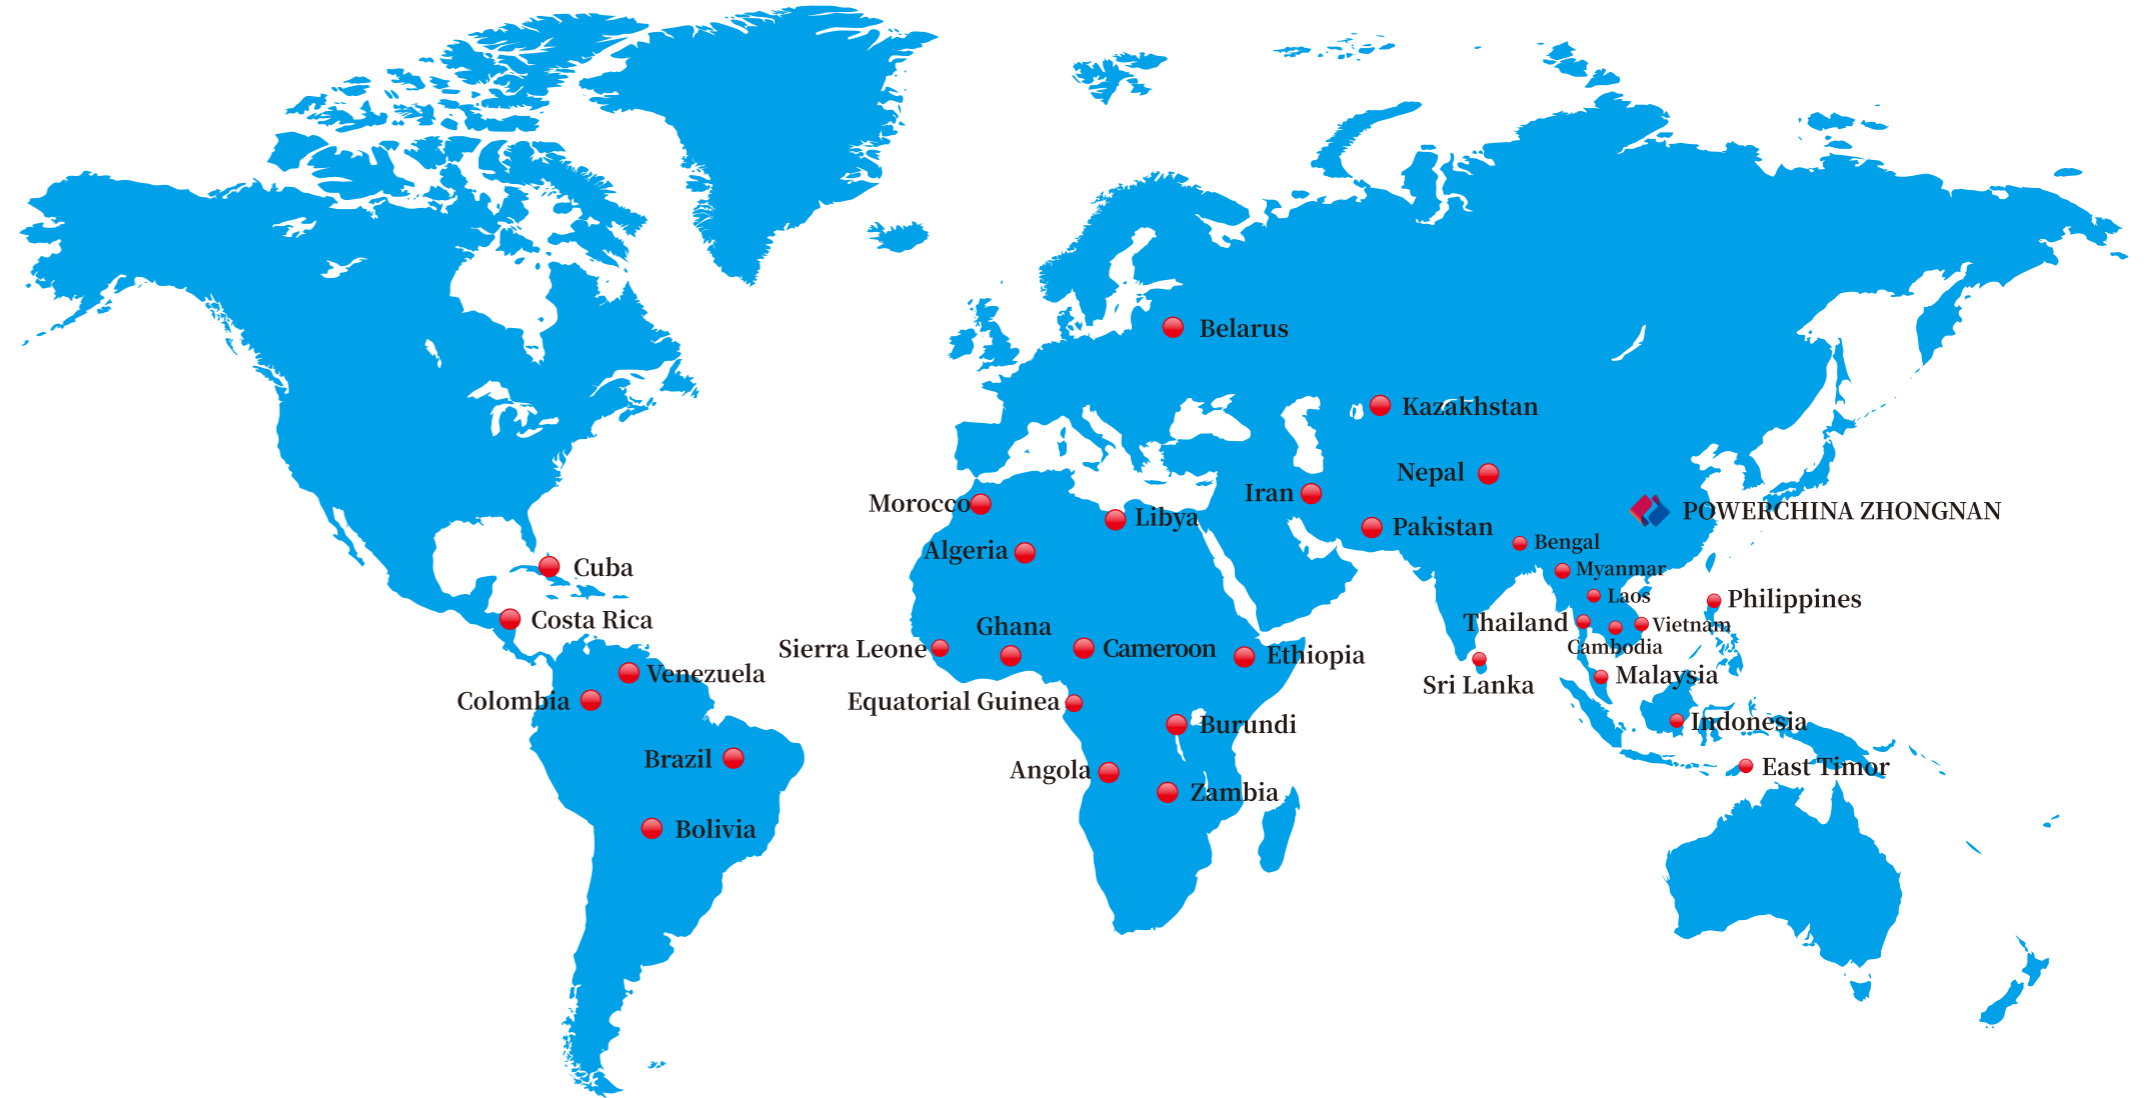 Belarus
Kazakhstan
Nepal
Iran
Morocco
POWERCHINA ZHONGNAN
Libya
Pakistan
Bengal
Algeria
Cuba
Myanmar
Laos
Philippines
Costa Rica
Ghana
Thailand
Vietnam
Sierra Leone
Cameroon
Cambodia
Ethiopia
Venezuela
Malaysia
Sri Lanka
Colombia
Equatorial Guinea
Indonesia
Burundi
Brazil
Angola
East Timor
Zambia
Bolivia